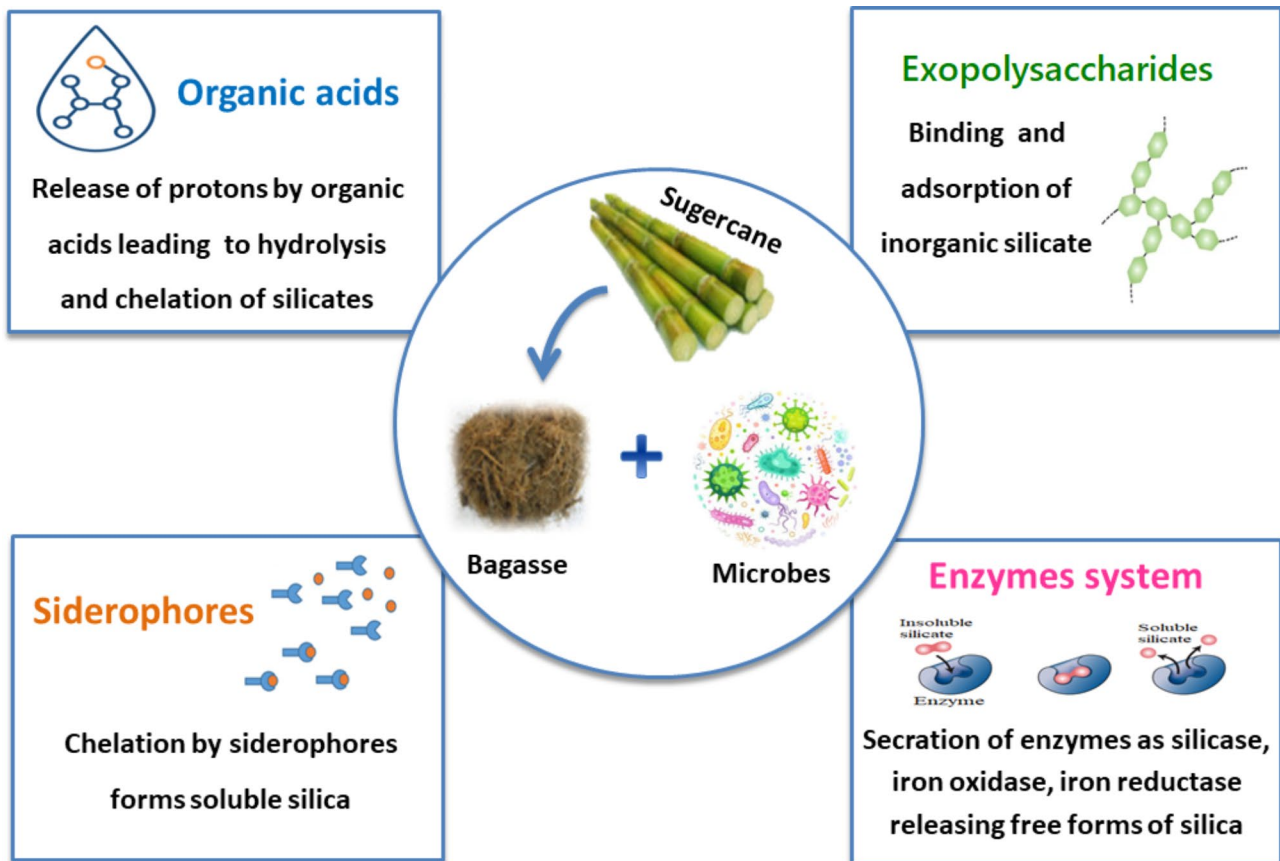 Organic acids
Release of protons by organic
acids leading to hydrolysis
and chelation of silicates
Exopolysaccharides
Binding and
adsorption of
inorganic silicate
Sugercane
Bagasse
Microbes
Siderophores
Chelation by siderophores
forms soluble silica
Enzymes system
Insoluble
silicate
Soluble
silicate
Enzyme
Secration of enzymes as silicase,
iron oxidase, iron reductase
releasing free forms of silica